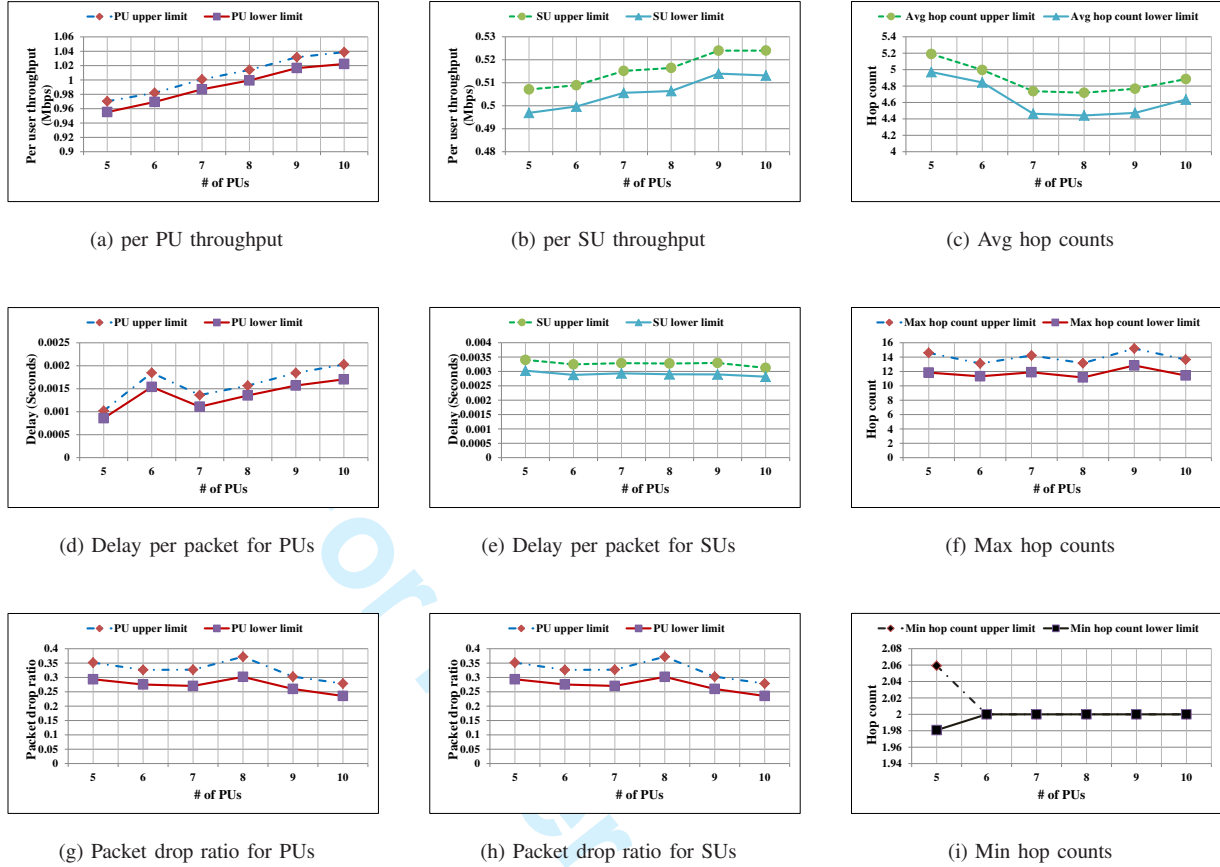 PU upper limit PU lower limit
1.06
1.04
1.02
1
0.98
0.96
0.94
0.92
0.9
Per user throughput
(Mbps)
5 6 7 8 9 10
# of PUs
(a) per PU throughput
SU upper limit SU lower limit
0.53
0.52
0.51
0.5
0.49
0.48
Per user throughput
(Mbps)
5 6 7 8 9 10
# of PUs
(b) per SU throughput
Avg hop count upper limit Avg hop count lower limit
5.4
5.2
5
4.8
4.6
4.4
4.2
4
Hop count
5 6 7 8 9 10
# of PUs
(c) Avg hop counts
PU upper limit PU lower limit
0.0025
0.002
0.0015
0.001
0.0005
0
Delay (Seconds)
5 6 7 8 9 10
# of PUs
(d) Delay per packet for PUs
SU upper limit SU lower limit
0.004
0.0035
0.003
0.0025
0.002
0.0015
0.001
0.0005
0
Delay (Seconds)
5 6 7 8 9 10
# of PUs
(e) Delay per packet for SUs
Max hop count upper limit Max hop count lower limit
16
14
12
10
8
6
4
2
0
Hop count
5 6 7 8 9 10
# of PUs
(f) Max hop counts
PU upper limit PU lower limit
0.4
0.35
0.3
0.25
0.2
0.15
0.1
0.05
0
Packet drop ratio
5 6 7 8 9 10
# of PUs
(g) Packet drop ratio for PUs
PU upper limit PU lower limit
0.4
0.35
0.3
0.25
0.2
0.15
0.1
0.05
0
Packet drop ratio
5 6 7 8 9 10
# of PUs
(h) Packet drop ratio for SUs
Min hop count upper limit Min hop count lower limit
2.08
2.06
2.04
2.02
2
1.98
1.96
1.94
Hop count
5 6 7 8 9 10
# of PUs
(i) Min hop counts